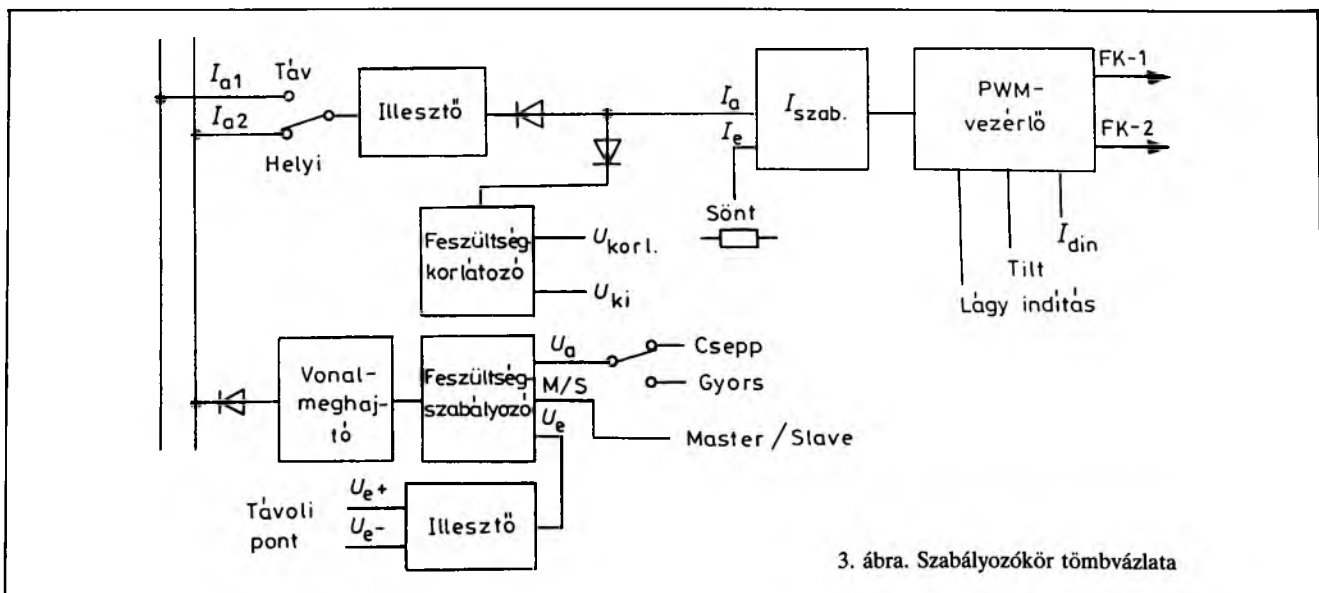 I_a1
Táv
I_a2
Helyi
Illesztő
I_a
I_e
I_szab.
PWM-
vezérlő
FK-1
FK-2
Sönt
I_din
Tilt
Lágy indítás
Feszültség
korlátozó
U_korl.
U_ki
Vonal-
meghaj-
tó
Feszültség
szabályozó
U_a
M/S
U_e
Csepp
Gyors
Master / Slave
Távoli
pont
U_e+
U_e-
Illesztő
3. ábra. Szabályozókör tömbvázlata